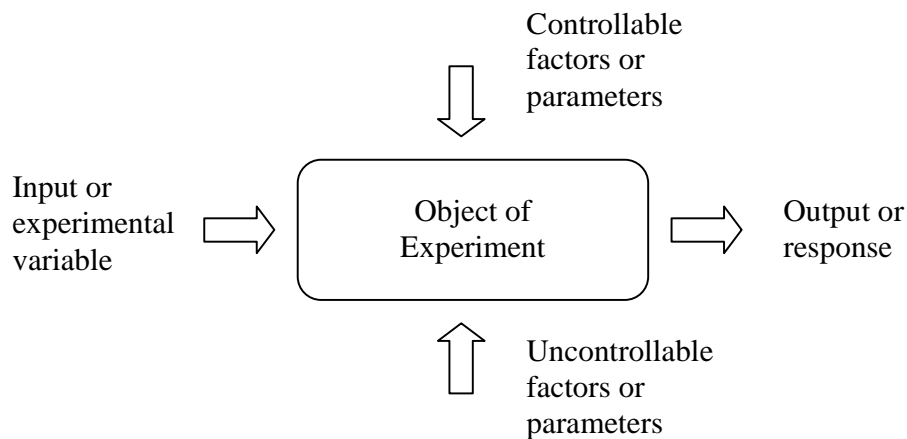 Controllable
factors or
parameters
Input or
experimental
variable
Object of
Experiment
Output or
response
Uncontrollable
factors or
parameters